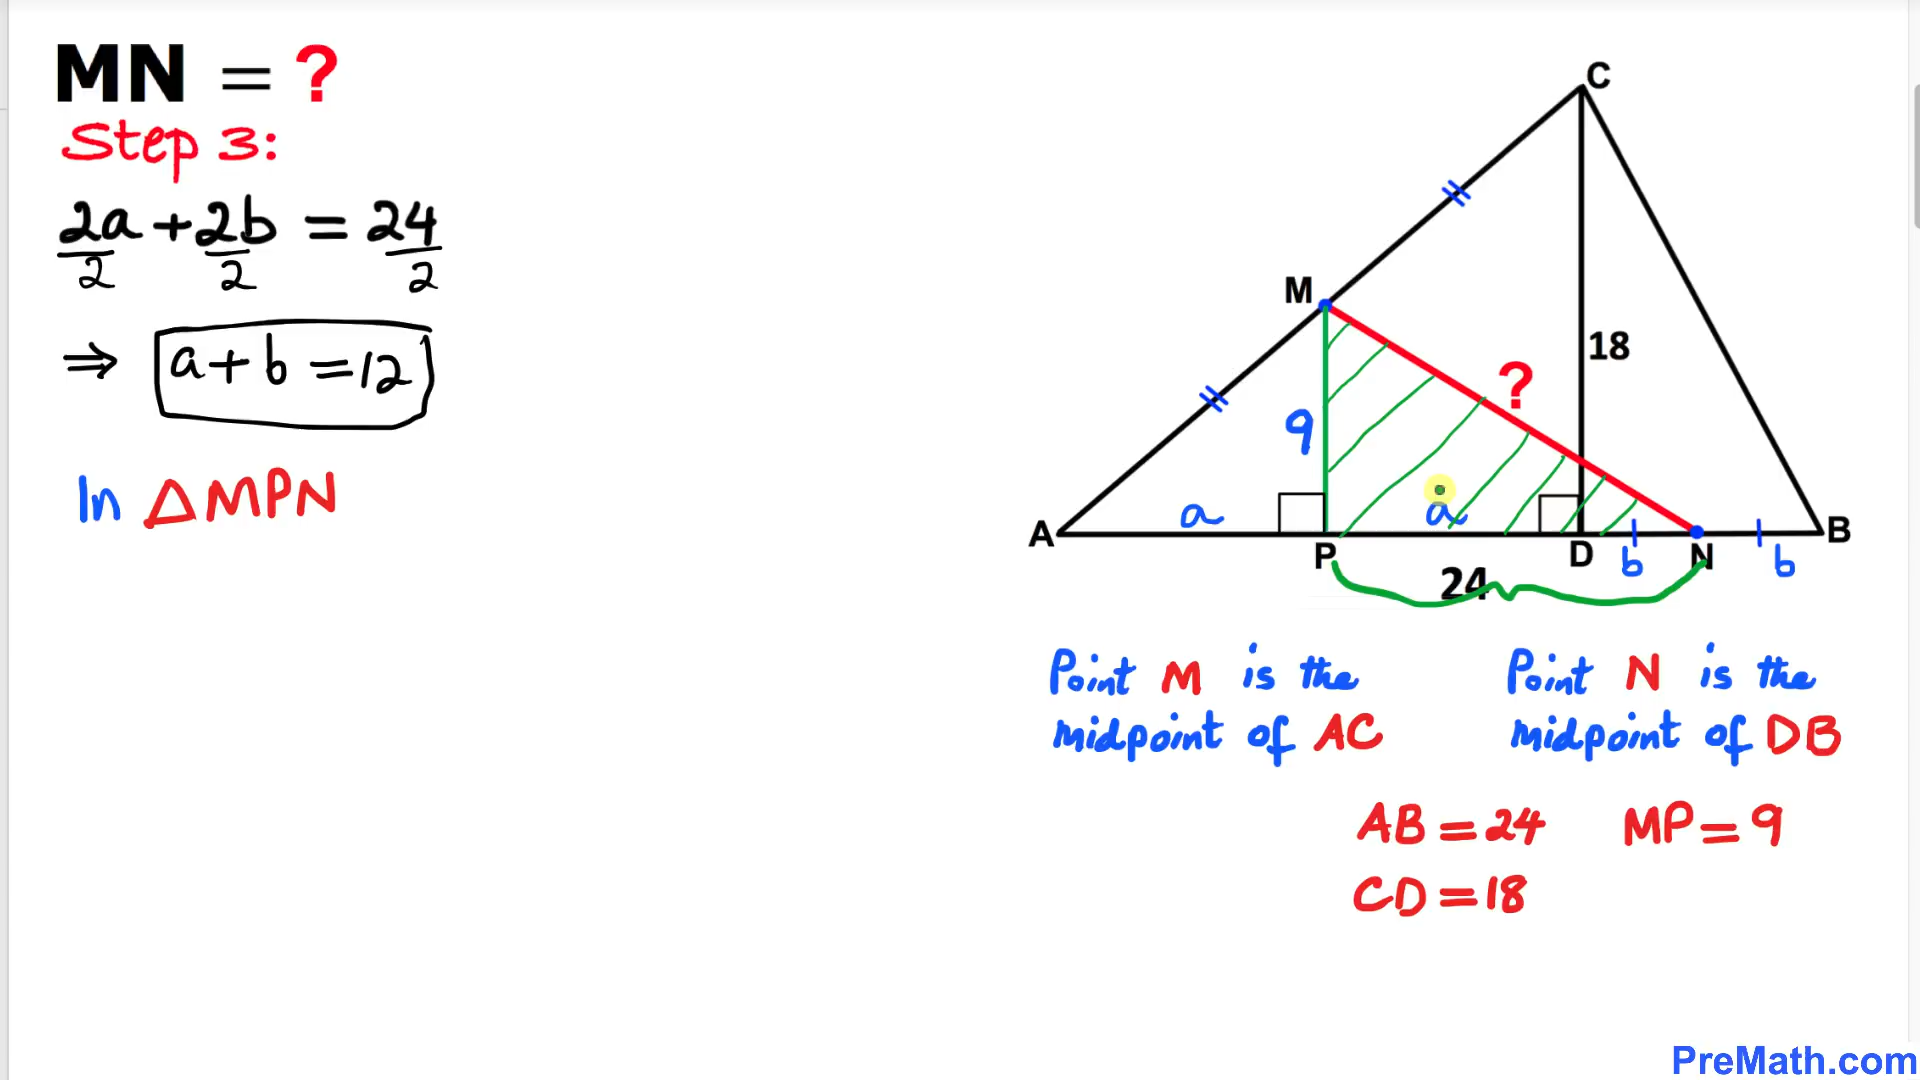 MN = ?
Step 3:
2a + 2b = 24
2 2 2
⇒ a + b = 12
In △MPN
C
M
18
?
9
A
a
a
B
P
D
b
N
b
24
Point M is the
midpoint of AC
Point N is the
midpoint of DB
AB = 24 MP = 9
CD = 18
PreMath.com